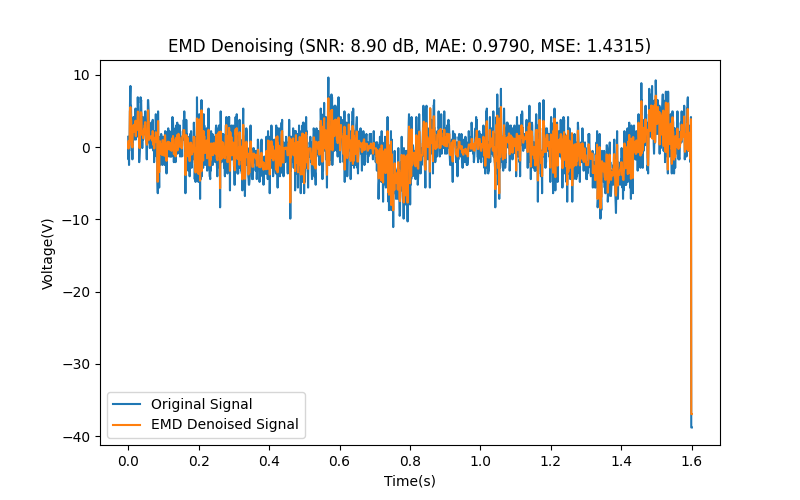 EMD Denoising (SNR: 8.90 dB, MAE: 0.9790, MSE: 1.4315)
10
0
−10
−20
−30
−40
Voltage(V)
Original Signal
EMD Denoised Signal
0.0 0.2 0.4 0.6 0.8 1.0 1.2 1.4 1.6
Time(s)